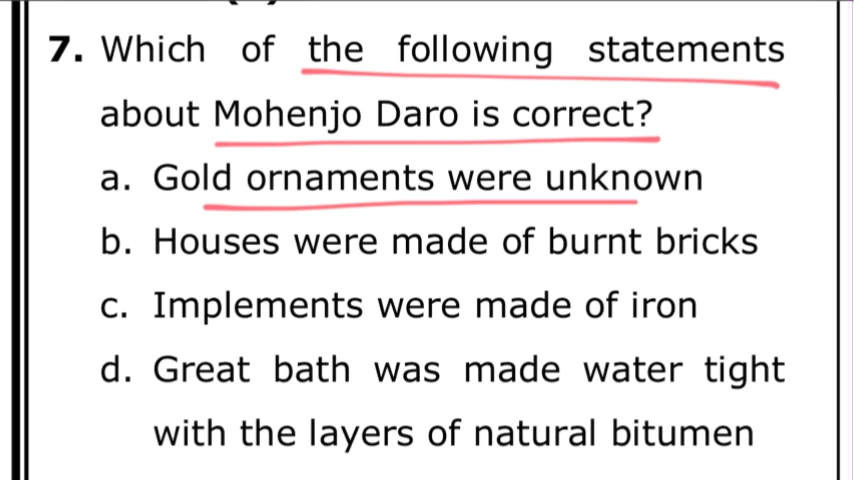 7. Which of the following statements
about Mohenjo Daro is correct?
a. Gold ornaments were unknown
b. Houses were made of burnt bricks
c. Implements were made of iron
d. Great bath was made water tight
with the layers of natural bitumen